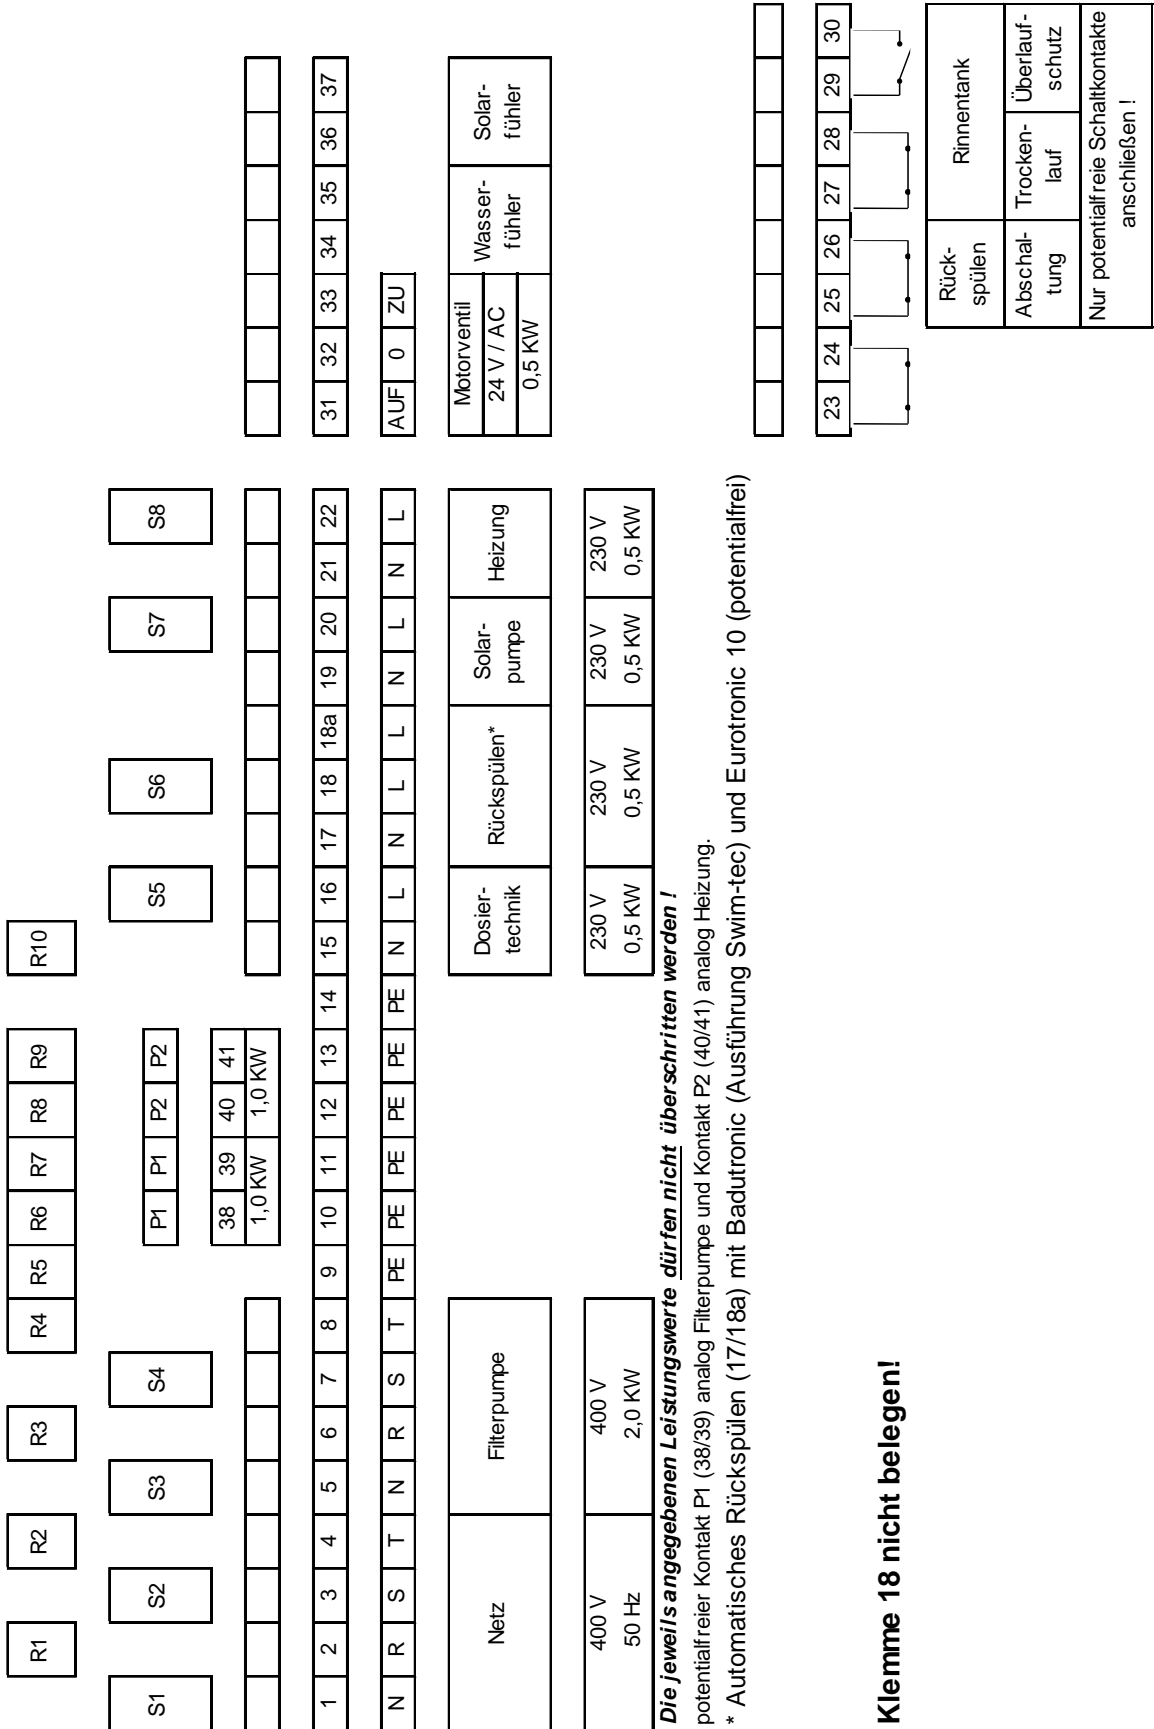 R1 R2 R3 R4 R5 R6 R7 R8 R9 R10
S1 S2 S3 S4 S5 S6 S7 S8
P1 P1 P2 P2
38 39 40 41
1,0 KW 1,0 KW
1 2 3 4 5 6 7 8 9 10 11 12 13 14 15 16 17 18 18a 19 20 21 22
N R S T N R S T PE PE PE PE PE PE N L N L L N L N L
Netz
Filterpumpe
Dosier-
technik
Rückspülen*
Solar-
pumpe
Heizung
400 V
50 Hz
400 V
2,0 KW
230 V
0,5 KW
230 V
0,5 KW
230 V
0,5 KW
230 V
0,5 KW
31 32 33 34 35 36 37
AUF 0 ZU
Motorventil
24 V / AC
0,5 KW
Wasser-
fühler
Solar-
fühler
Die jeweils angegebenen Leistungswerte dürfen nicht überschritten werden !
potentialfreier Kontakt P1 (38/39) analog Filterpumpe und Kontakt P2 (40/41) analog Heizung.
* Automatisches Rückspülen (17/18a) mit Badutronic (Ausführung Swim-tec) und Eurotronic 10 (potentialfrei)
23 24 25 26 27 28 29 30
Rück-
spülen
Rinnentank
Abschal-
tung
Trocken-
lauf
Überlauf-
schutz
Nur potentialfreie Schaltkontakte
anschließen !
Klemme 18 nicht belegen!